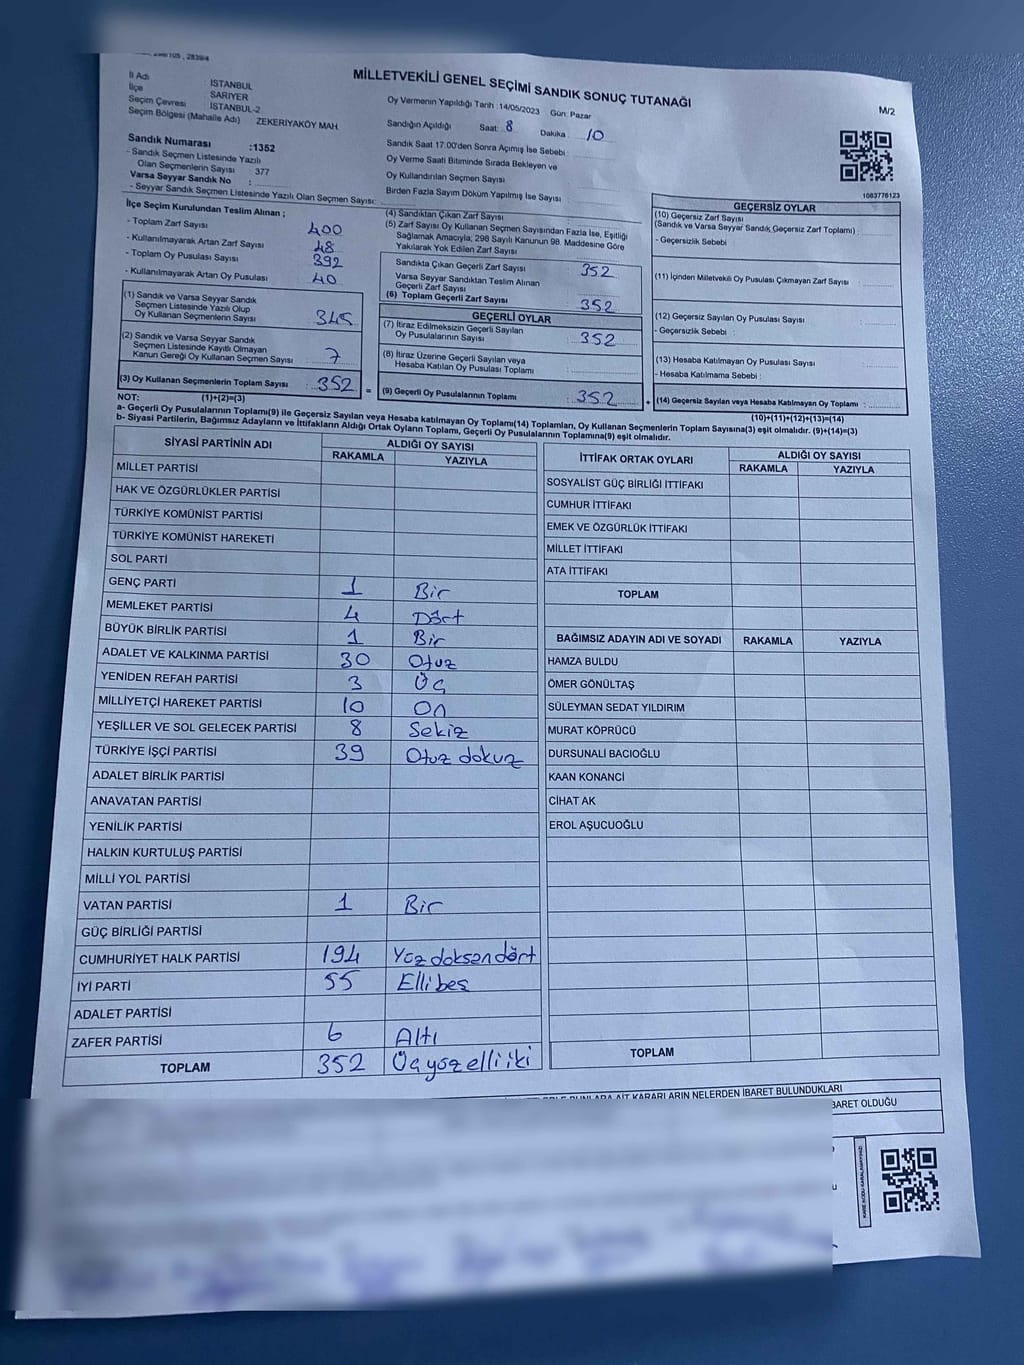 MİLLETVEKİLİ GENEL SEÇİMİ SANDIK SONUÇ TUTANAĞI
M/2
İl Adı İSTANBUL
İlçe SARIYER
Seçim Çevresi İSTANBUL-2
Seçim Bölgesi (Mahalle Adı) ZEKERİYAKÖY MAH.
Oy Vermenin Yapıldığı Tarih :14/05/2023 Gün: Pazar
Sandığın Açıldığı Saat: 8 Dakika : 10
Sandık Saat 17:00'den Sonra Açımış İse Sebebi :
Oy Verme Saati Bitiminde Sırada Bekleyen ve
Oy Kullandırılan Seçmen Sayısı
Birden Fazla Sayım Döküm Yapılmış İse Sayısı
1083776123
Sandık Numarası :1352
- Sandık Seçmen Listesinde Yazılı
Olan Seçmenlerin Sayısı : 377
Varsa Seyyar Sandık No :
- Seyyar Sandık Seçmen Listesinde Yazılı Olan Seçmen Sayısı:
İlçe Seçim Kurulundan Teslim Alınan ;
- Toplam Zarf Sayısı : 400
- Kullanılmayarak Artan Zarf Sayısı : 48
- Toplam Oy Pusulası Sayısı : 392
- Kullanılmayarak Artan Oy Pusulası : 40
(1) Sandık ve Varsa Seyyar Sandık
Seçmen Listesinde Yazılı Olup
Oy Kullanan Seçmenlerin Sayısı : 345
(2) Sandık ve Varsa Seyyar Sandık
Seçmen Listesinde Kayıtlı Olmayan
Kanun Gereği Oy Kullanan Seçmen Sayısı : 7
(3) Oy Kullanan Seçmenlerin Toplam Sayısı : 352 =
(4) Sandıktan Çıkan Zarf Sayısı
(5) Zarf Sayısı Oy Kullanan Seçmen Sayısından Fazla İse, Eşitliği
Sağlamak Amacıyla; 298 Sayılı Kanunun 98. Maddesine Göre
Yakılarak Yok Edilen Zarf Sayısı
Sandıkta Çıkan Geçerli Zarf Sayısı : 352
Varsa Seyyar Sandıktan Teslim Alınan
Geçerli Zarf Sayısı
(6) Toplam Geçerli Zarf Sayısı : 352
GEÇERLİ OYLAR
(7) İtiraz Edilmeksizin Geçerli Sayılan
Oy Pusulalarının Sayısı : 352
(8) İtiraz Üzerine Geçerli Sayılan veya
Hesaba Katılan Oy Pusulası Toplamı :
(9) Geçerli Oy Pusulalarının Toplamı : 352 +
GEÇERSİZ OYLAR
(10) Geçersiz Zarf Sayısı
(Sandık ve Varsa Seyyar Sandık Geçersiz Zarf Toplamı) :
- Geçersizlik Sebebi :
(11) İçinden Milletvekili Oy Pusulası Çıkmayan Zarf Sayısı :
(12) Geçersiz Sayılan Oy Pusulası Sayısı :
- Geçersizlik Sebebi :
(13) Hesaba Katılmayan Oy Pusulası Sayısı :
- Hesaba Katılmama Sebebi :
(14) Geçersiz Sayılan veya Hesaba Katılmayan Oy Toplamı :
NOT: (1)+(2)=(3)
(10)+(11)+(12)+(13)=(14)
a- Geçerli Oy Pusulalarının Toplamı(9) ile Geçersiz Sayılan veya Hesaba katılmayan Oy Toplamı(14) Toplamları, Oy Kullanan Seçmenlerin Toplam Sayısına(3) eşit olmalıdır. (9)+(14)=(3)
b- Siyasi Partilerin, Bağımsız Adayların ve İttifakların Aldığı Ortak Oyların Toplamı, Geçerli Oy Pusulalarının Toplamına(9) eşit olmalıdır.
SİYASİ PARTİNİN ADI ALDIĞI OY SAYISI
RAKAMLA YAZIYLA
MİLLET PARTİSİ
HAK VE ÖZGÜRLÜKLER PARTİSİ
TÜRKİYE KOMÜNİST PARTİSİ
TÜRKİYE KOMÜNİST HAREKETİ
SOL PARTİ
GENÇ PARTİ 1 Bir
MEMLEKET PARTİSİ 4 Dört
BÜYÜK BİRLİK PARTİSİ 1 Bir
ADALET VE KALKINMA PARTİSİ 30 Otuz
YENİDEN REFAH PARTİSİ 3 Üç
MİLLİYETÇİ HAREKET PARTİSİ 10 On
YEŞİLLER VE SOL GELECEK PARTİSİ 8 Sekiz
TÜRKİYE İŞÇİ PARTİSİ 39 Otuz dokuz
ADALET BİRLİK PARTİSİ
ANAVATAN PARTİSİ
YENİLİK PARTİSİ
HALKIN KURTULUŞ PARTİSİ
MİLLİ YOL PARTİSİ
VATAN PARTİSİ 1 Bir
GÜÇ BİRLİĞİ PARTİSİ
CUMHURİYET HALK PARTİSİ 194 Yüz doksan dört
İYİ PARTİ 55 Elli beş
ADALET PARTİSİ
ZAFER PARTİSİ 6 Altı
TOPLAM 352 Üç yüz elli iki
İTTİFAK ORTAK OYLARI ALDIĞI OY SAYISI
RAKAMLA YAZIYLA
SOSYALİST GÜÇ BİRLİĞİ İTTİFAKI
CUMHUR İTTİFAKI
EMEK VE ÖZGÜRLÜK İTTİFAKI
MİLLET İTTİFAKI
ATA İTTİFAKI
TOPLAM
BAĞIMSIZ ADAYIN ADI VE SOYADI RAKAMLA YAZIYLA
HAMZA BULDU
ÖMER GÖNÜLTAŞ
SÜLEYMAN SEDAT YILDIRIM
MURAT KÖPRÜCÜ
DURSUNALİ BACIOĞLU
KAAN KONANCİ
CİHAT AK
EROL AŞUCUOĞLU
TOPLAM
KARARLARIN NELERDEN İBARET BULUNDUKLARI
BARET OLDUĞU